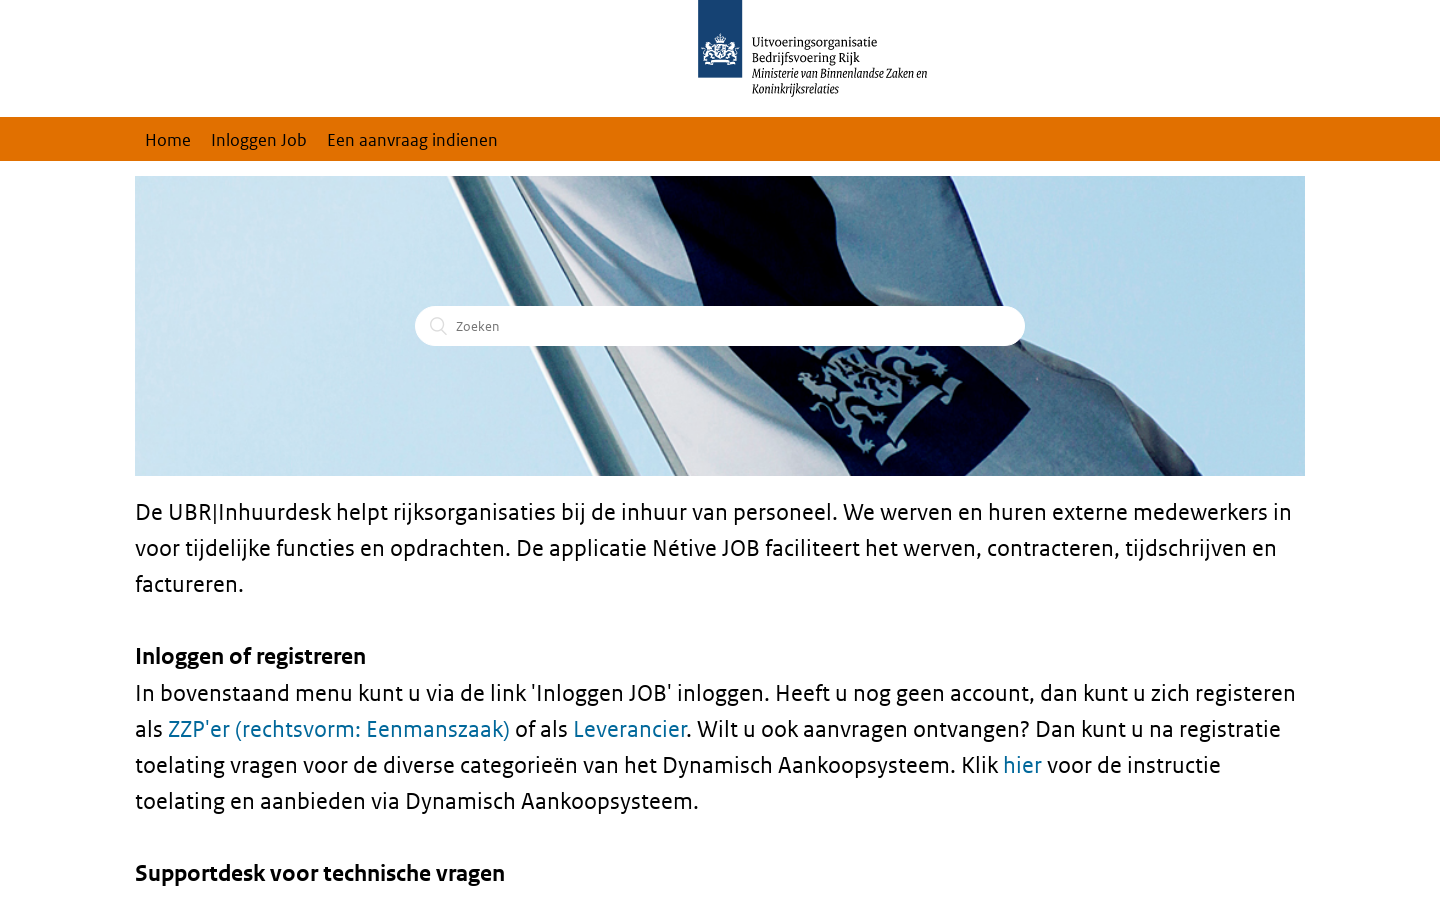 Uitvoeringsorganisatie
Bedrijfsvoering Rijk
Ministerie van Binnenlandse Zaken en
Koninkrijksrelaties
Home Inloggen Job Een aanvraag indienen
Zoeken
De UBR|Inhuurdesk helpt rijksorganisaties bij de inhuur van personeel. We werven en huren externe medewerkers in
voor tijdelijke functies en opdrachten. De applicatie Nétive JOB faciliteert het werven, contracteren, tijdschrijven en
factureren.
Inloggen of registreren
In bovenstaand menu kunt u via de link 'Inloggen JOB' inloggen. Heeft u nog geen account, dan kunt u zich registeren
als ZZP'er (rechtsvorm: Eenmanszaak) of als Leverancier. Wilt u ook aanvragen ontvangen? Dan kunt u na registratie
toelating vragen voor de diverse categorieën van het Dynamisch Aankoopsysteem. Klik hier voor de instructie
toelating en aanbieden via Dynamisch Aankoopsysteem.
Supportdesk voor technische vragen